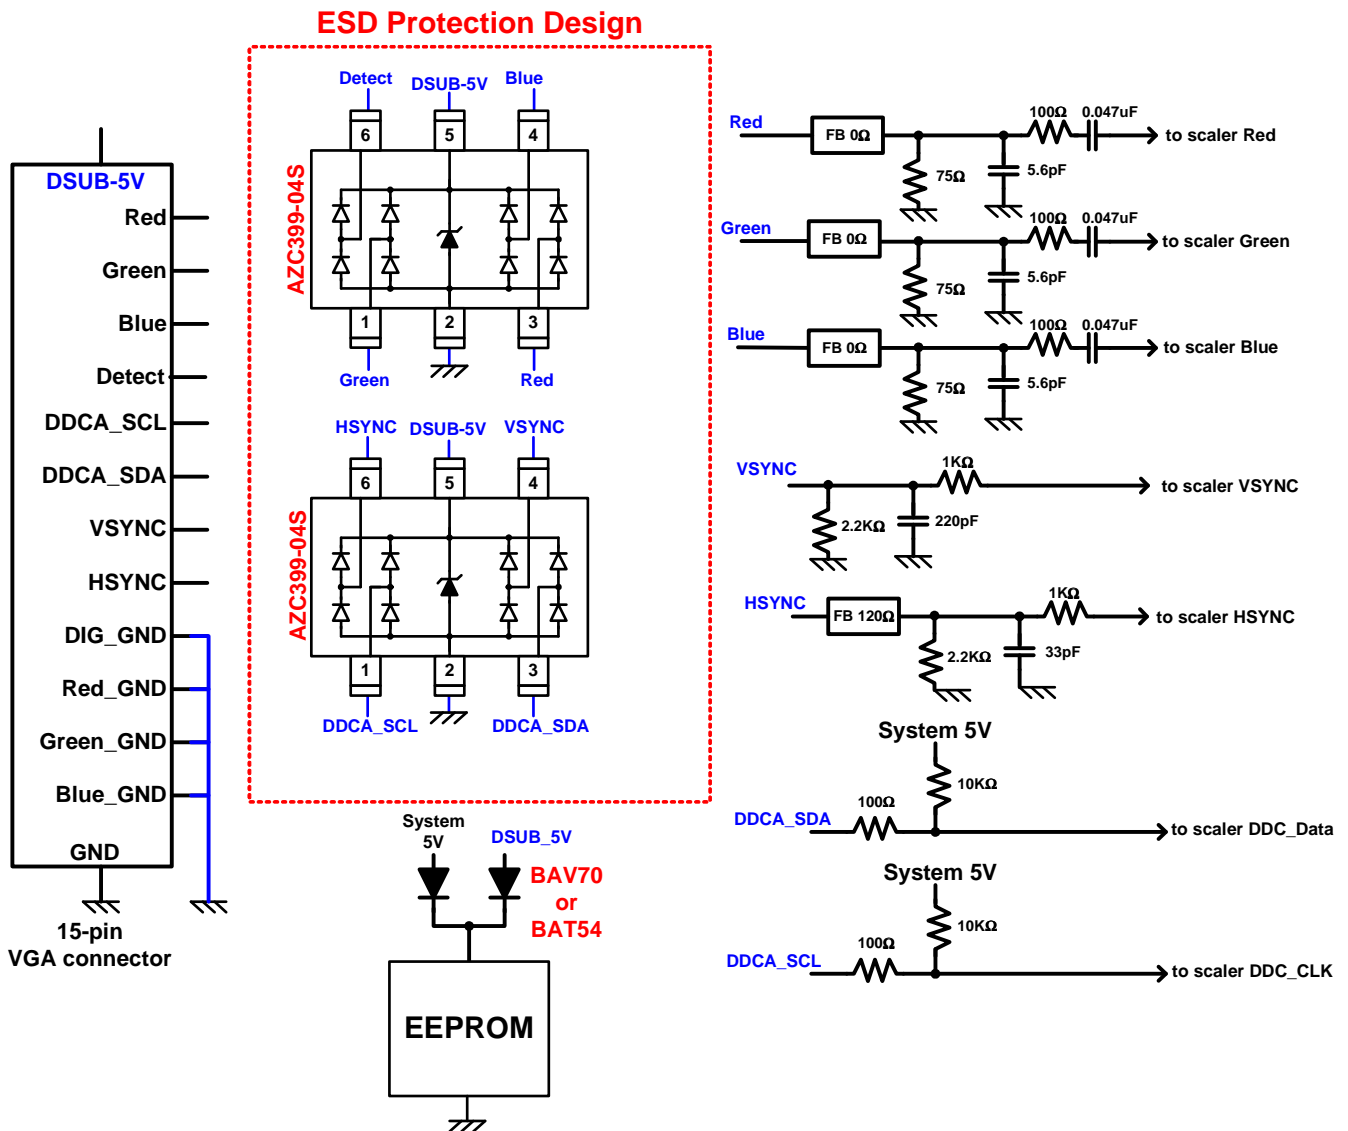 ESD Protection Design
DSUB-5V
Red
Green
Blue
Detect
DDCA_SCL
DDCA_SDA
VSYNC
HSYNC
DIG_GND
Red_GND
Green_GND
Blue_GND
GND
15-pin
VGA connector
Detect
DSUB-5V
Blue
6
5
4
AZC399-04S
1
2
3
Green
Red
HSYNC
DSUB-5V
VSYNC
6
5
4
AZC399-04S
1
2
3
DDCA_SCL
DDCA_SDA
System
5V
DSUB_5V
BAV70
or
BAT54
EEPROM
Red
FB 0Ω
75Ω
5.6pF
100Ω
0.047uF
to scaler Red
Green
FB 0Ω
75Ω
5.6pF
100Ω
0.047uF
to scaler Green
Blue
FB 0Ω
75Ω
5.6pF
100Ω
0.047uF
to scaler Blue
VSYNC
2.2KΩ
220pF
1KΩ
to scaler VSYNC
HSYNC
FB 120Ω
2.2KΩ
33pF
1KΩ
to scaler HSYNC
System 5V
10KΩ
100Ω
DDCA_SDA
to scaler DDC_Data
System 5V
10KΩ
100Ω
DDCA_SCL
to scaler DDC_CLK